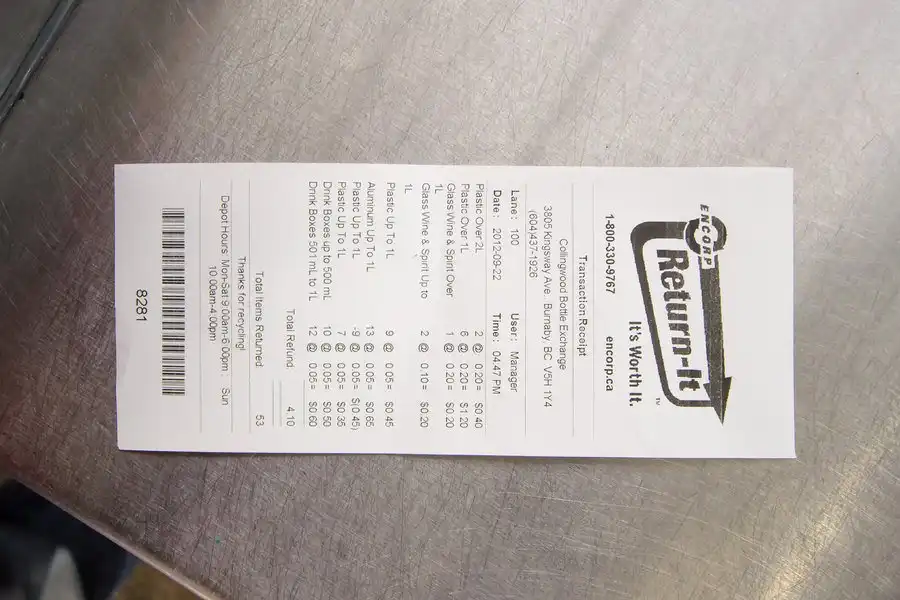 ENCORP
Return-It
TM
It's Worth It.
1-800-330-9767 encorp.ca
Transaction Receipt
Collingwood Bottle Exchange
3805 Kingsway Ave Burnaby, BC V5H 1Y4
(604)437-1926
Lane: 100 User: Manager
Date: 2012-09-22 Time: 04:47 PM
Plastic Over 2L 2 @ 0.20= $0.40
Plastic Over 1L 6 @ 0.20= $1.20
Glass Wine & Spirit Over 1 @ 0.20= $0.20
1L
Glass Wine & Spirit Up to 2 @ 0.10= $0.20
1L
Plastic Up To 1L 9 @ 0.05= $0.45
Aluminum Up To 1L 13 @ 0.05= $0.65
Plastic Up To 1L -9 @ 0.05= $(0.45)
Plastic Up To 1L 7 @ 0.05= $0.35
Drink Boxes up to 500 mL 10 @ 0.05= $0.50
Drink Boxes 501 mL to 1L 12 @ 0.05= $0.60
Total Refund: 4.10
Total Items Returned 53
Thanks for recycling!
Depot Hours Mon-Sat 9:00am-6:00pm Sun
10:00am-4:00pm
8281